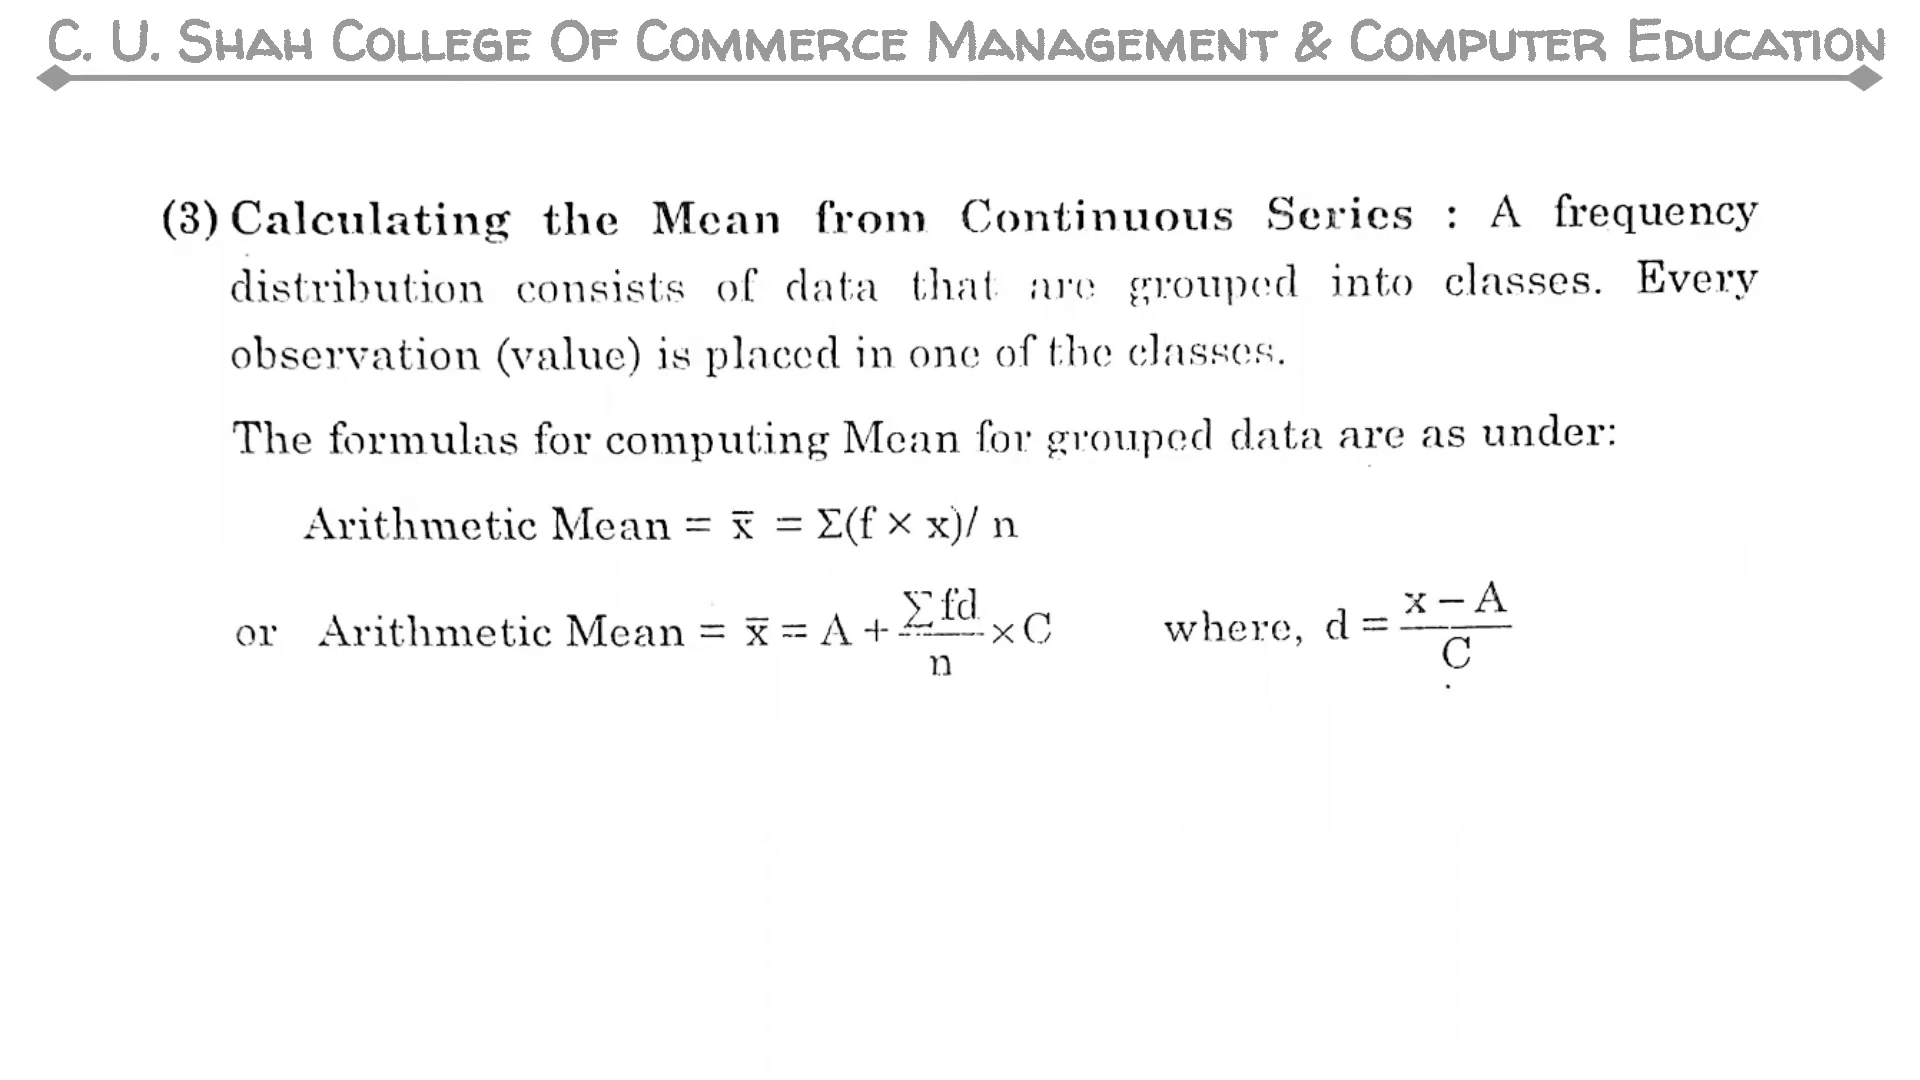 C. U. SHAH COLLEGE OF COMMERCE MANAGEMENT & COMPUTER EDUCATION
(3) Calculating the Mean from Continuous Series : A frequency
distribution consists of data that are grouped into classes. Every
observation (value) is placed in one of the classes.
The formulas for computing Mean for grouped data are as under:
Arithmetic Mean = x̄ = Σ(f × x)/ n
or Arithmetic Mean = x̄ = A + Σfd/n × C where, d = x – A/C